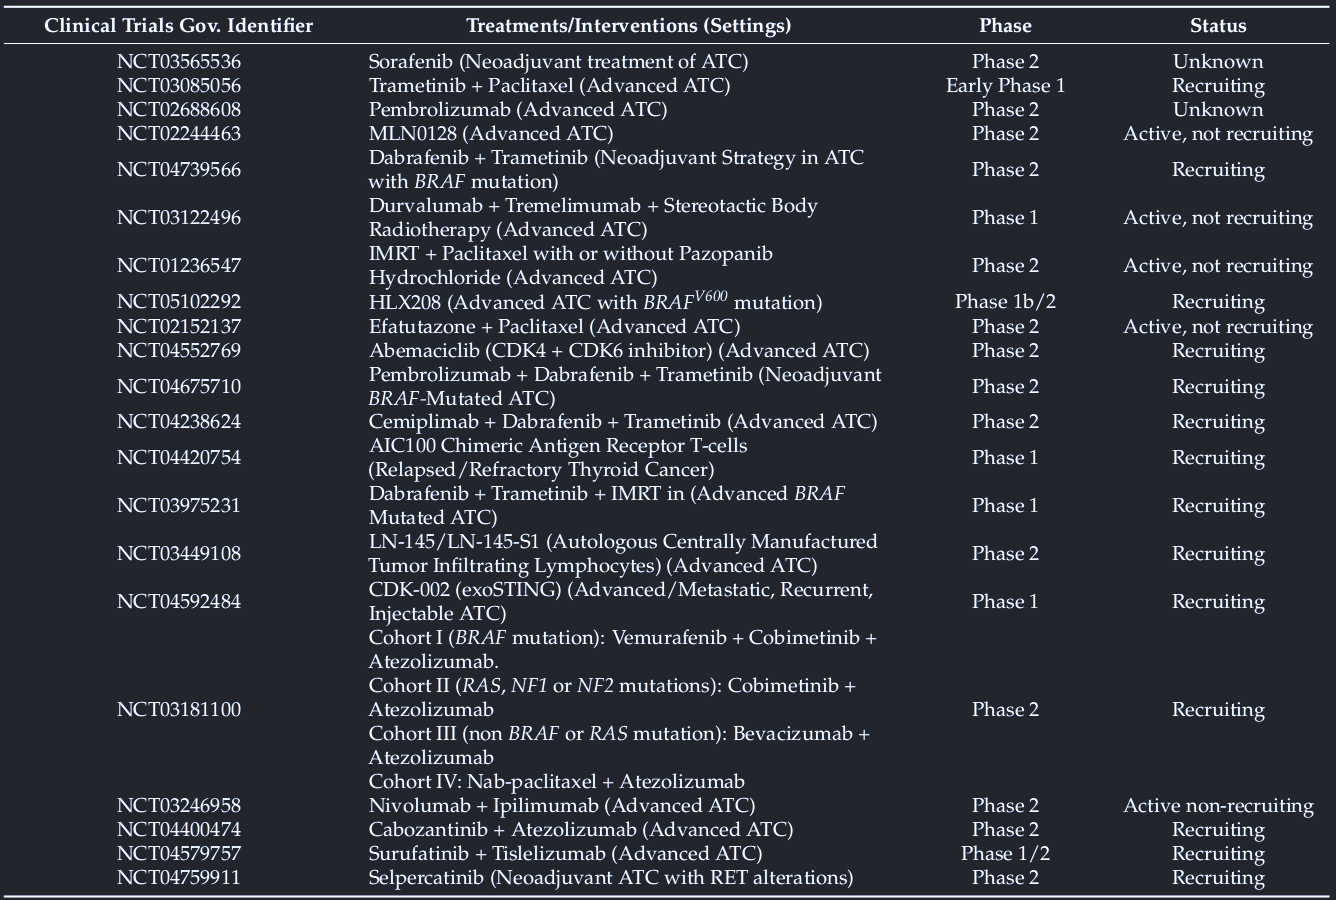 Clinical Trials Gov. Identifier Treatments/Interventions (Settings) Phase Status
NCT03565536 Sorafenib (Neoadjuvant treatment of ATC) Phase 2 Unknown
NCT03085056 Trametinib + Paclitaxel (Advanced ATC) Early Phase 1 Recruiting
NCT02688608 Pembrolizumab (Advanced ATC) Phase 2 Unknown
NCT02244463 MLN0128 (Advanced ATC) Phase 2 Active, not recruiting
Dabrafenib + Trametinib (Neoadjuvant Strategy in ATC
NCT04739566 Phase 2 Recruiting
with BRAF mutation)
Durvalumab + Tremelimumab + Stereotactic Body
NCT03122496 Phase 1 Active, not recruiting
Radiotherapy (Advanced ATC)
IMRT + Paclitaxel with or without Pazopanib
NCT01236547 Phase 2 Active, not recruiting
Hydrochloride (Advanced ATC)
NCT05102292 HLX208 (Advanced ATC with BRAF^V600 mutation) Phase 1b/2 Recruiting
NCT02152137 Efatutazone + Paclitaxel (Advanced ATC) Phase 2 Active, not recruiting
NCT04552769 Abemaciclib (CDK4 + CDK6 inhibitor) (Advanced ATC) Phase 2 Recruiting
Pembrolizumab + Dabrafenib + Trametinib (Neoadjuvant
NCT04675710 Phase 2 Recruiting
BRAF-Mutated ATC)
NCT04238624 Cemiplimab + Dabrafenib + Trametinib (Advanced ATC) Phase 2 Recruiting
AIC100 Chimeric Antigen Receptor T-cells
NCT04420754 Phase 1 Recruiting
(Relapsed/Refractory Thyroid Cancer)
Dabrafenib + Trametinib + IMRT in (Advanced BRAF
NCT03975231 Phase 1 Recruiting
Mutated ATC)
LN-145/LN-145-S1 (Autologous Centrally Manufactured
NCT03449108 Phase 2 Recruiting
Tumor Infiltrating Lymphocytes) (Advanced ATC)
CDK-002 (exoSTING) (Advanced/Metastatic, Recurrent,
NCT04592484 Phase 1 Recruiting
Injectable ATC)
Cohort I (BRAF mutation): Vemurafenib + Cobimetinib +
Atezolizumab.
Cohort II (RAS, NF1 or NF2 mutations): Cobimetinib +
NCT03181100 Atezolizumab Phase 2 Recruiting
Cohort III (non BRAF or RAS mutation): Bevacizumab +
Atezolizumab
Cohort IV: Nab-paclitaxel + Atezolizumab
NCT03246958 Nivolumab + Ipilimumab (Advanced ATC) Phase 2 Active non-recruiting
NCT04400474 Cabozantinib + Atezolizumab (Advanced ATC) Phase 2 Recruiting
NCT04579757 Surufatinib + Tislelizumab (Advanced ATC) Phase 1/2 Recruiting
NCT04759911 Selpercatinib (Neoadjuvant ATC with RET alterations) Phase 2 Recruiting